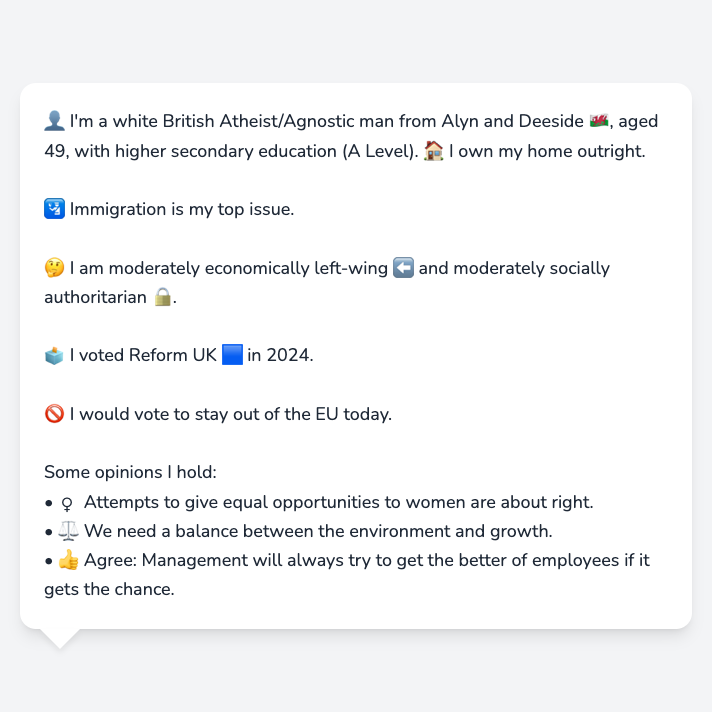 👤 I'm a white British Atheist/Agnostic man from Alyn and Deeside 🏴󠁧󠁢󠁷󠁬󠁳󠁿, aged
49, with higher secondary education (A Level). 🏠 I own my home outright.
🛂 Immigration is my top issue.
🤔 I am moderately economically left-wing ⬅️ and moderately socially
authoritarian 🔒.
🗳️ I voted Reform UK 🟦 in 2024.
🚫 I would vote to stay out of the EU today.
Some opinions I hold:
• ♀ Attempts to give equal opportunities to women are about right.
• ⚖️ We need a balance between the environment and growth.
• 👍 Agree: Management will always try to get the better of employees if it
gets the chance.